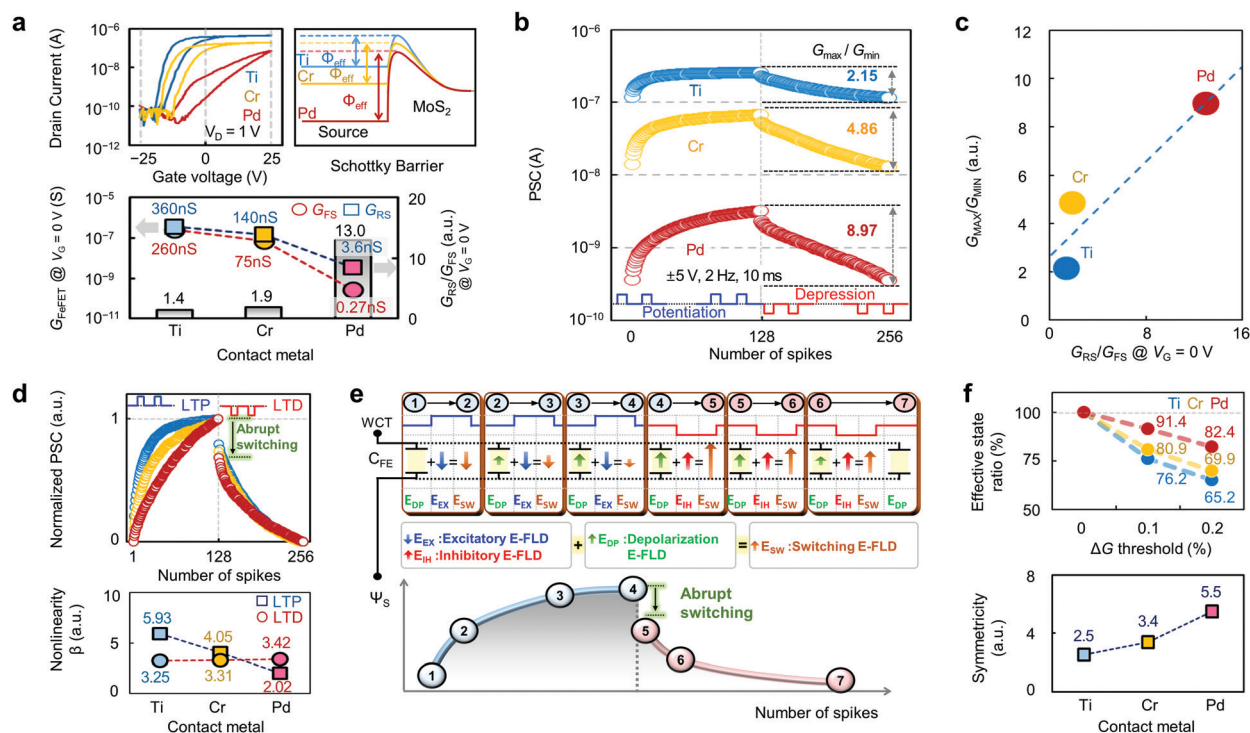 a
Drain Current (A)
10⁻⁶
10⁻⁸
10⁻¹⁰
10⁻¹²
Ti
Cr
Pd
V_D = 1 V
−25
0
25
Gate voltage (V)
Ti
Φ_eff
Cr
Φ_eff
Pd
Φ_eff
MoS₂
Source
Schottky Barrier
G_FeFET @ V_G = 0 V (S)
10⁻⁵
10⁻⁷
10⁻⁹
10⁻¹¹
360nS
140nS
G_FS
G_RS
13.0
3.6nS
260nS
75nS
0.27nS
1.4
1.9
Ti
Cr
Pd
Contact metal
20
10
0
G_RS/G_FS (a.u.)
@ V_G = 0 V
b
PSC (A)
10⁻⁶
10⁻⁷
10⁻⁸
10⁻⁹
10⁻¹⁰
G_max / G_min
2.15
Ti
4.86
Cr
8.97
Pd
±5 V, 2 Hz, 10 ms
Depression
Potentiation
0
128
256
Number of spikes
c
G_MAX/G_MIN (a.u.)
12
10
8
6
4
2
0
Pd
Cr
Ti
0
8
16
G_RS/G_FS @ V_G = 0 V
d
Normalized PSC (a.u.)
LTP
LTD
1
0
Abrupt
switching
1
128
256
Number of spikes
Nonlinearity
β (a.u.)
10
5
0
LTP
LTD
5.93
4.05
3.42
3.25
3.31
2.02
Ti
Cr
Pd
Contact metal
e
1 2
2 3
3 4
4 5
5 6
6 7
WCT
C_FE
+ =
+ =
+ =
+ =
+ =
+ =
E_DP E_EX E_SW
E_DP E_EX E_SW
E_DP E_EX E_SW
E_DP E_IH E_SW
E_DP E_IH E_SW
E_DP E_IH E_SW
↓E_EX :Excitatory E-FLD
↑E_IH :Inhibitory E-FLD
+
↑E_DP :Depolarization
E-FLD
=
↑E_SW :Switching E-FLD
Ψ_S
1
2
3
4
5
6
7
Abrupt
switching
Number of spikes
f
Effective state
ratio (%)
100
75
50
Ti Cr Pd
91.4
82.4
80.9
69.9
76.2
65.2
0
0.1
0.2
ΔG threshold (%)
Symmetricity
(a.u.)
8
4
0
2.5
3.4
5.5
Ti
Cr
Pd
Contact metal